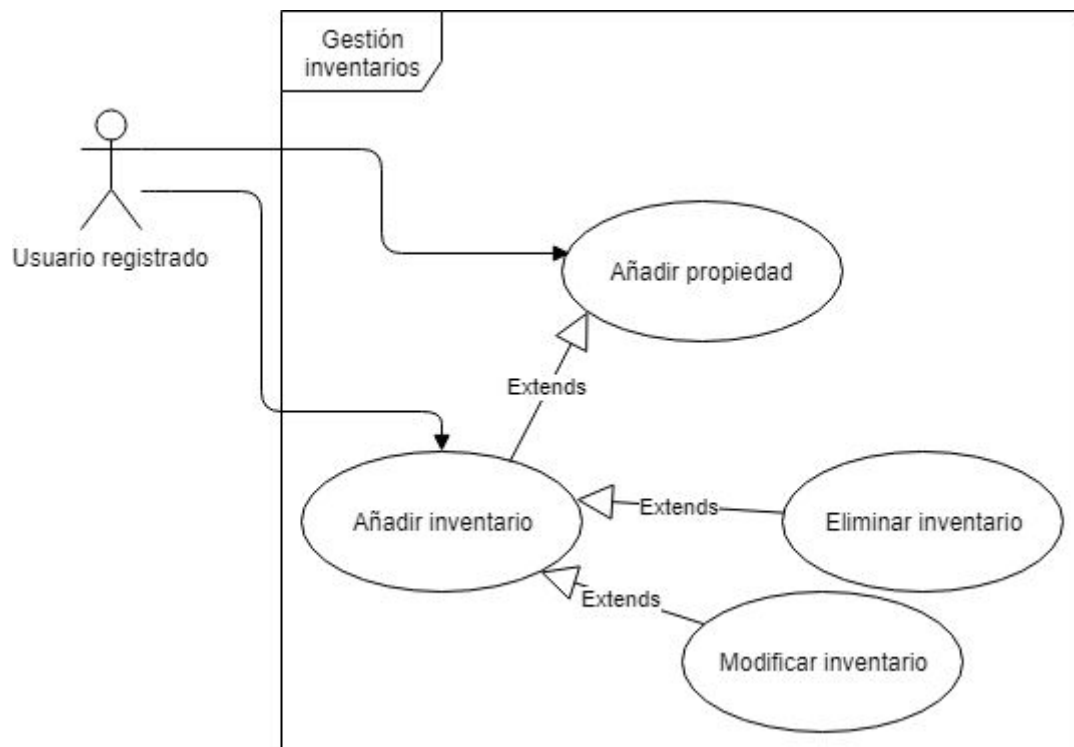 Gestión
inventarios
Usuario registrado
Añadir propiedad
Extends
Añadir inventario
Extends
Eliminar inventario
Extends
Modificar inventario